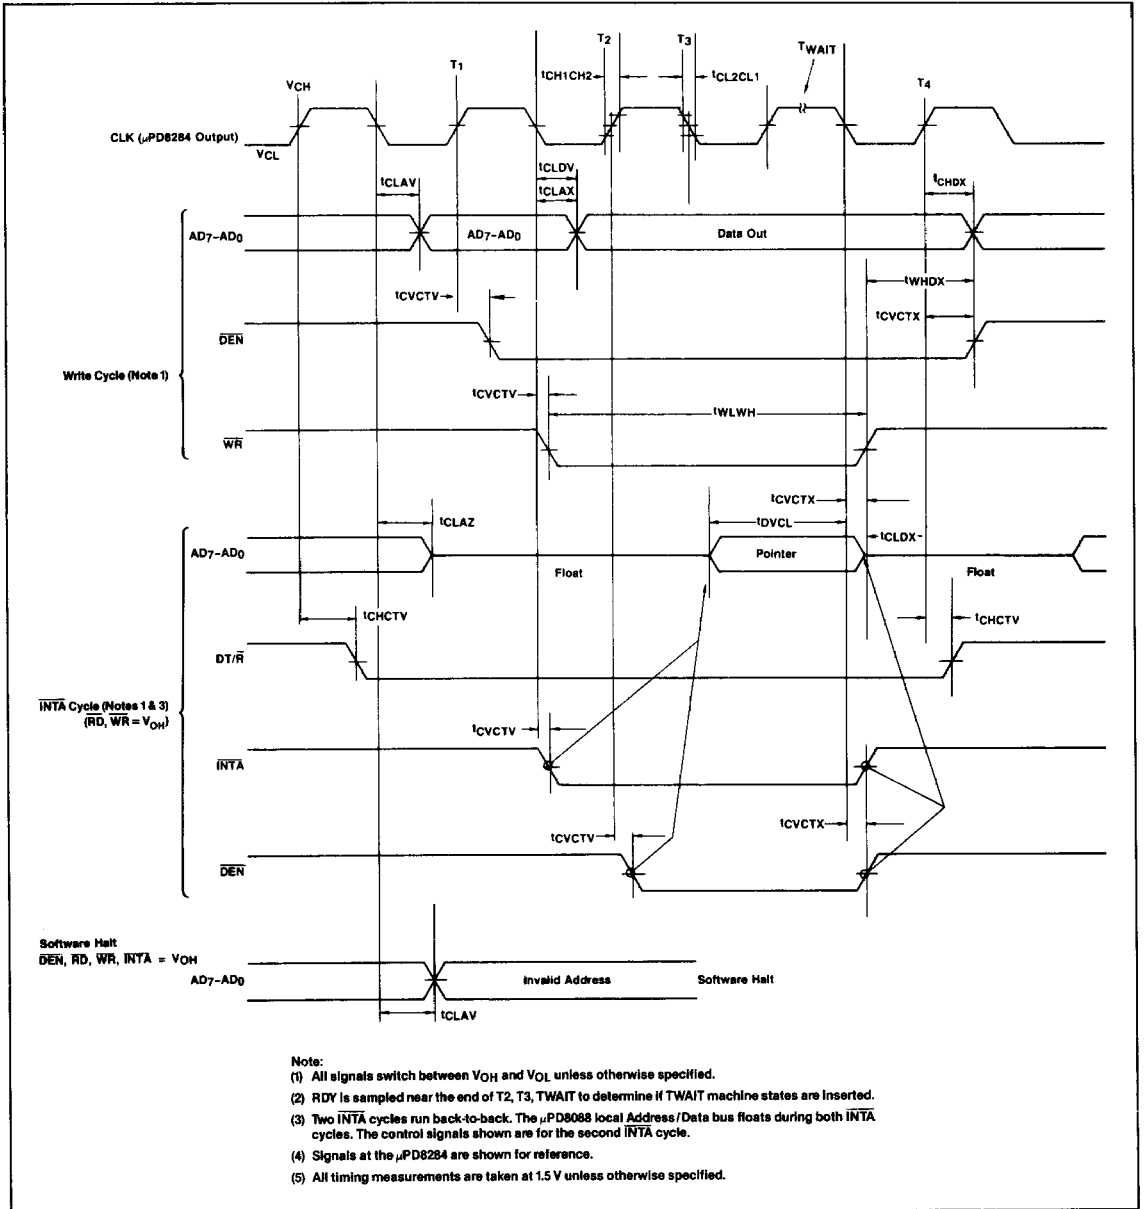 T1
T2
T3
TWAIT
T4
tCH1CH2
tCL2CL1
VCH
CLK (μPD8284 Output)
VCL
tCLAV
tCLDV
tCLAX
tCHDX
AD7–AD0
AD7–AD0
Data Out
tWHDX
tCVCTV
tCVCTX
DEN
Write Cycle (Note 1)
tCVCTV
tWLWH
WR
tCVCTX
tCLAZ
tDVCL
tCLDX
AD7–AD0
Pointer
Float
Float
tCHCTV
tCHCTV
DT/R
INTA Cycle (Notes 1 & 3)
(RD, WR = VOH)
tCVCTV
INTA
tCVCTV
tCVCTX
DEN
Software Halt
DEN, RD, WR, INTA = VOH
AD7–AD0
Invalid Address
Software Halt
tCLAV
Note:
(1) All signals switch between VOH and VOL unless otherwise specified.
(2) RDY is sampled near the end of T2, T3, TWAIT to determine if TWAIT machine states are inserted.
(3) Two INTA cycles run back-to-back. The μPD8088 local Address/Data bus floats during both INTA
cycles. The control signals shown are for the second INTA cycle.
(4) Signals at the μPD8284 are shown for reference.
(5) All timing measurements are taken at 1.5 V unless otherwise specified.